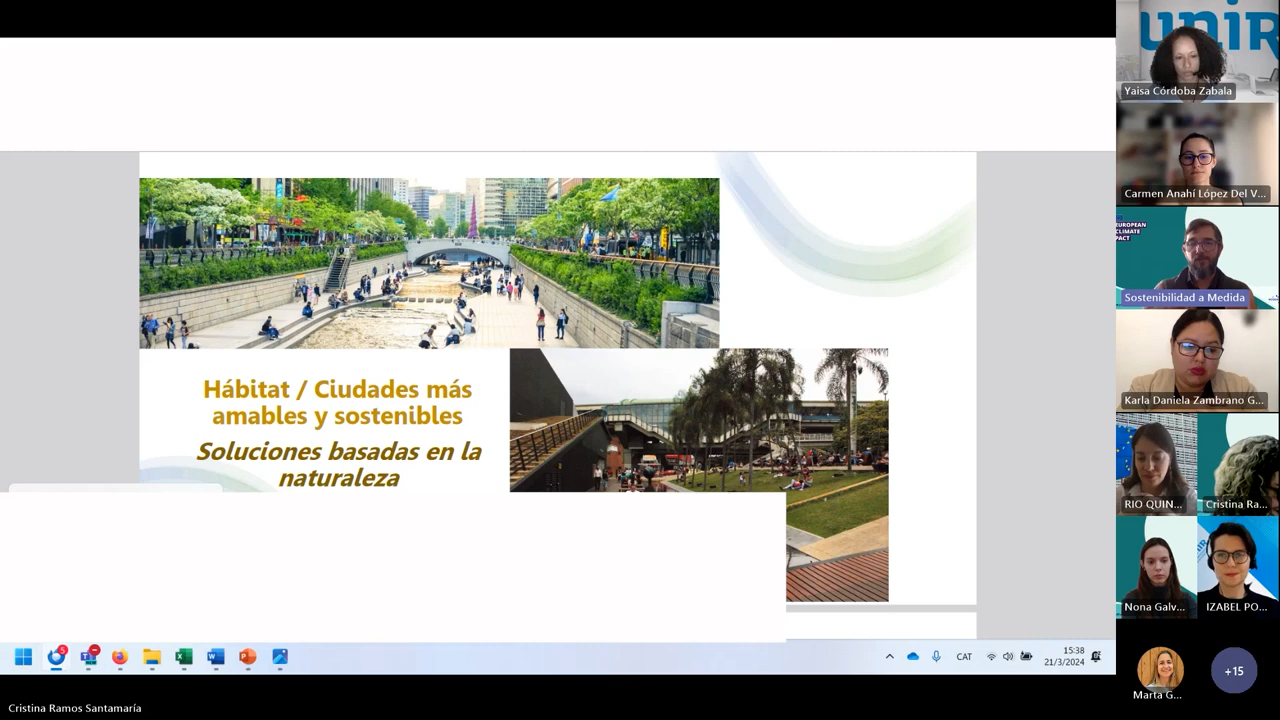 unir
Yaisa Córdoba Zabala
Carmen Anahí López Del V...
EUROPEAN
CLIMATE
PACT
Sostenibilidad a Medida
Karla Daniela Zambrano G...
RIO QUIN...
Cristina Ra...
Nona Galv...
IZABEL PO...
Marta G...
+15
Hábitat / Ciudades más
amables y sostenibles
Soluciones basadas en la
naturaleza
5
CAT
15:38
21/3/2024
Cristina Ramos Santamaría